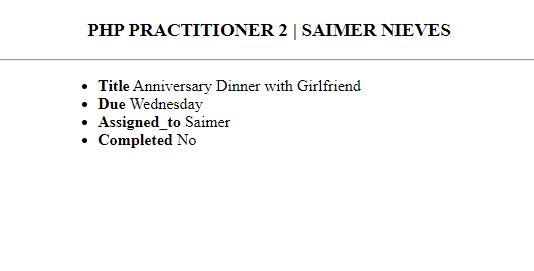 PHP PRACTITIONER 2 | SAIMER NIEVES
Title Anniversary Dinner with Girlfriend
Due Wednesday
Assigned_to Saimer
Completed No